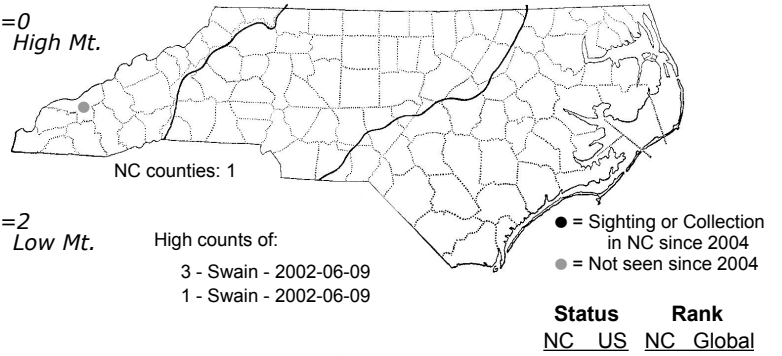 =0
High Mt.
NC counties: 1
=2
Low Mt.
High counts of:
3 - Swain - 2002-06-09
1 - Swain - 2002-06-09
● = Sighting or Collection
in NC since 2004
● = Not seen since 2004
Status Rank
NC US NC Global